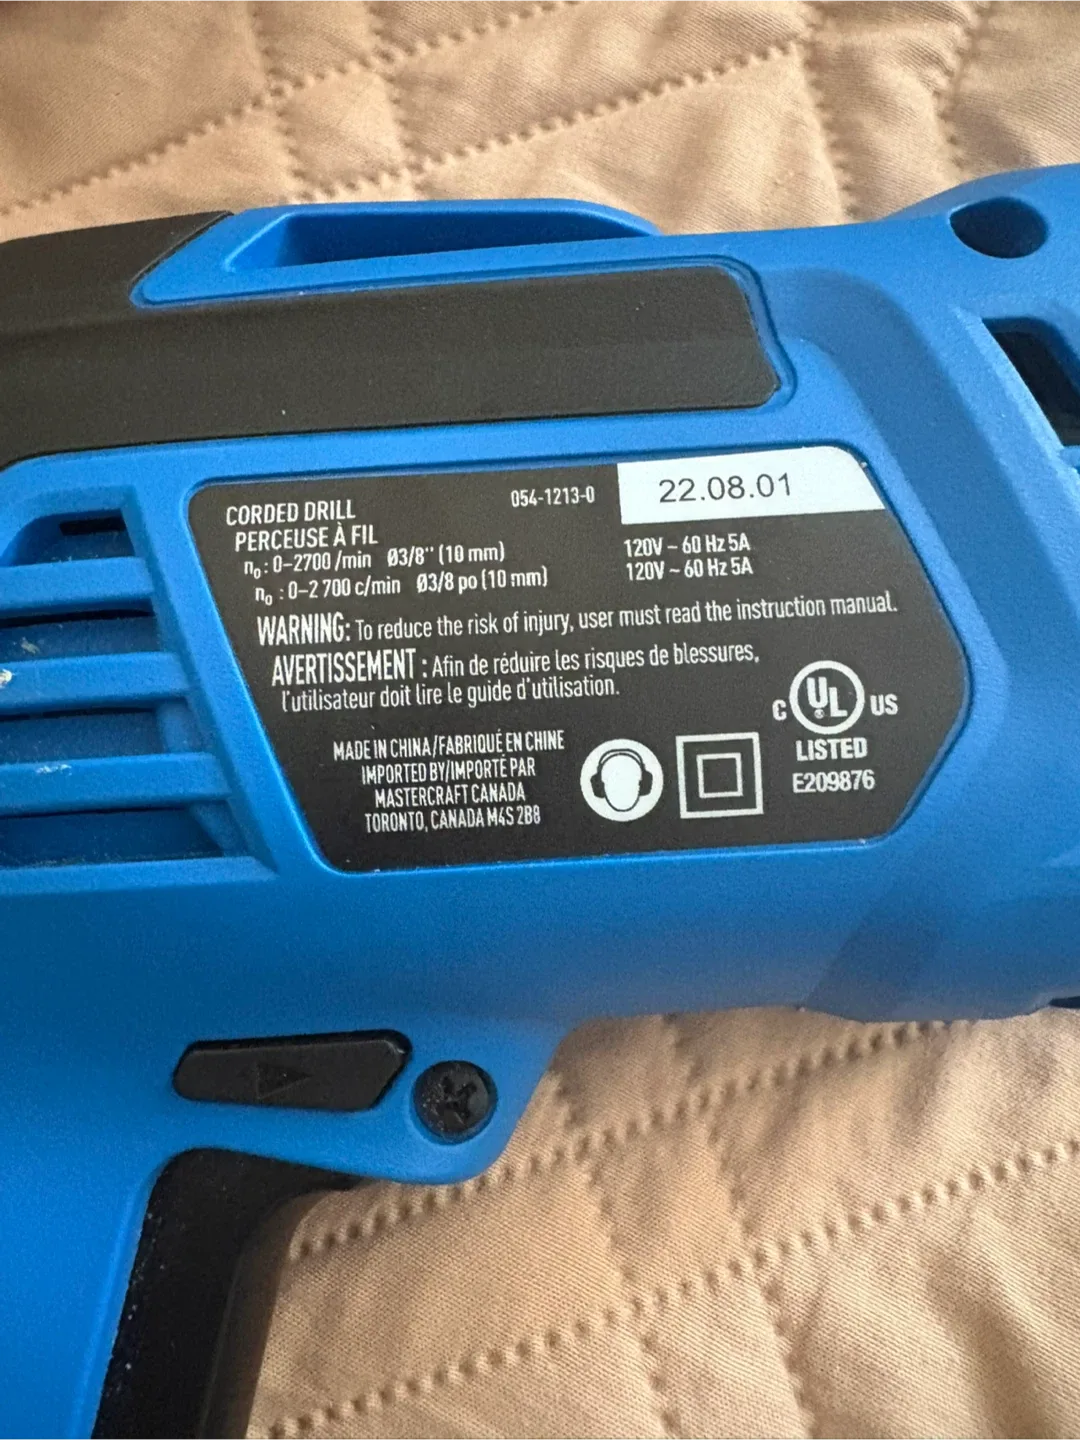 CORDED DRILL
PERCEUSE À FIL
054-1213-0
22.08.01
n₀: 0-2700 /min Ø3/8" (10 mm)
120V ~ 60 Hz 5A
n₀ : 0-2 700 c/min Ø3/8 po (10 mm)
120V ~ 60 Hz 5A
WARNING: To reduce the risk of injury, user must read the instruction manual.
AVERTISSEMENT : Afin de réduire les risques de blessures,
l'utilisateur doit lire le guide d'utilisation.
MADE IN CHINA/FABRIQUÉ EN CHINE
IMPORTED BY/IMPORTÉ PAR
MASTERCRAFT CANADA
TORONTO, CANADA M4S 2B8
C UL ® US
LISTED
E209876